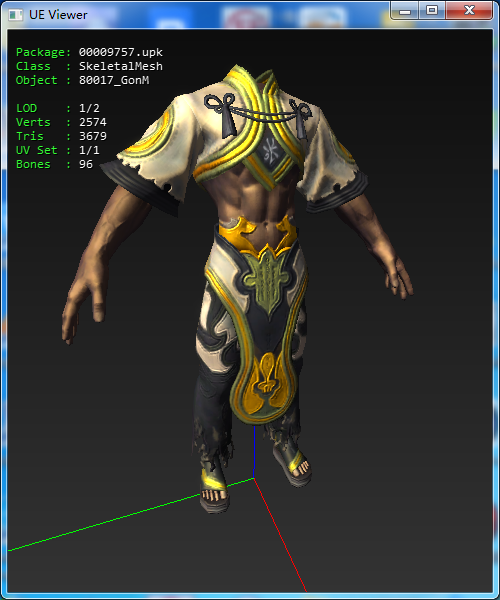 UE Viewer
Package: 00009757.upk
Class : SkeletalMesh
Object : 80017_GonM
LOD : 1/2
Verts : 2574
Tris : 3679
UV Set : 1/1
Bones : 96